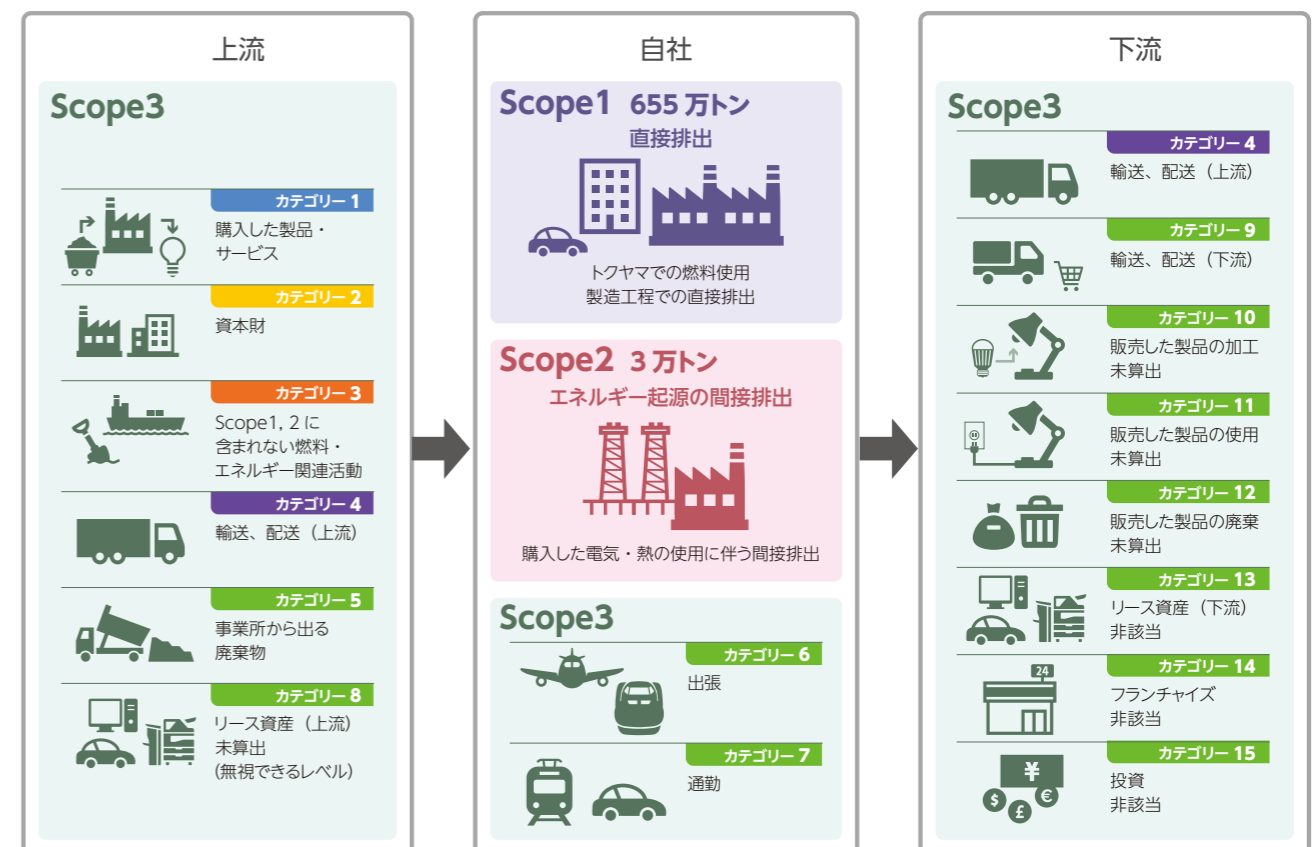 上流
Scope3
カテゴリー 1
購入した製品・
サービス
カテゴリー 2
資本財
カテゴリー 3
Scope1, 2 に
含まれない燃料・
エネルギー関連活動
カテゴリー 4
輸送、配送（上流）
カテゴリー 5
事業所から出る
廃棄物
カテゴリー 8
リース資産（上流）
未算出
(無視できるレベル)
自社
Scope1 655 万トン
直接排出
トクヤマでの燃料使用
製造工程での直接排出
Scope2 3 万トン
エネルギー起源の間接排出
購入した電気・熱の使用に伴う間接排出
Scope3
カテゴリー 6
出張
カテゴリー 7
通勤
下流
Scope3
カテゴリー 4
輸送、配送（上流）
カテゴリー 9
輸送、配送（下流）
カテゴリー 10
販売した製品の加工
未算出
カテゴリー 11
販売した製品の使用
未算出
カテゴリー 12
販売した製品の廃棄
未算出
カテゴリー 13
リース資産（下流）
非該当
カテゴリー 14
24
フランチャイズ
非該当
カテゴリー 15
¥
$ £ €
投資
非該当